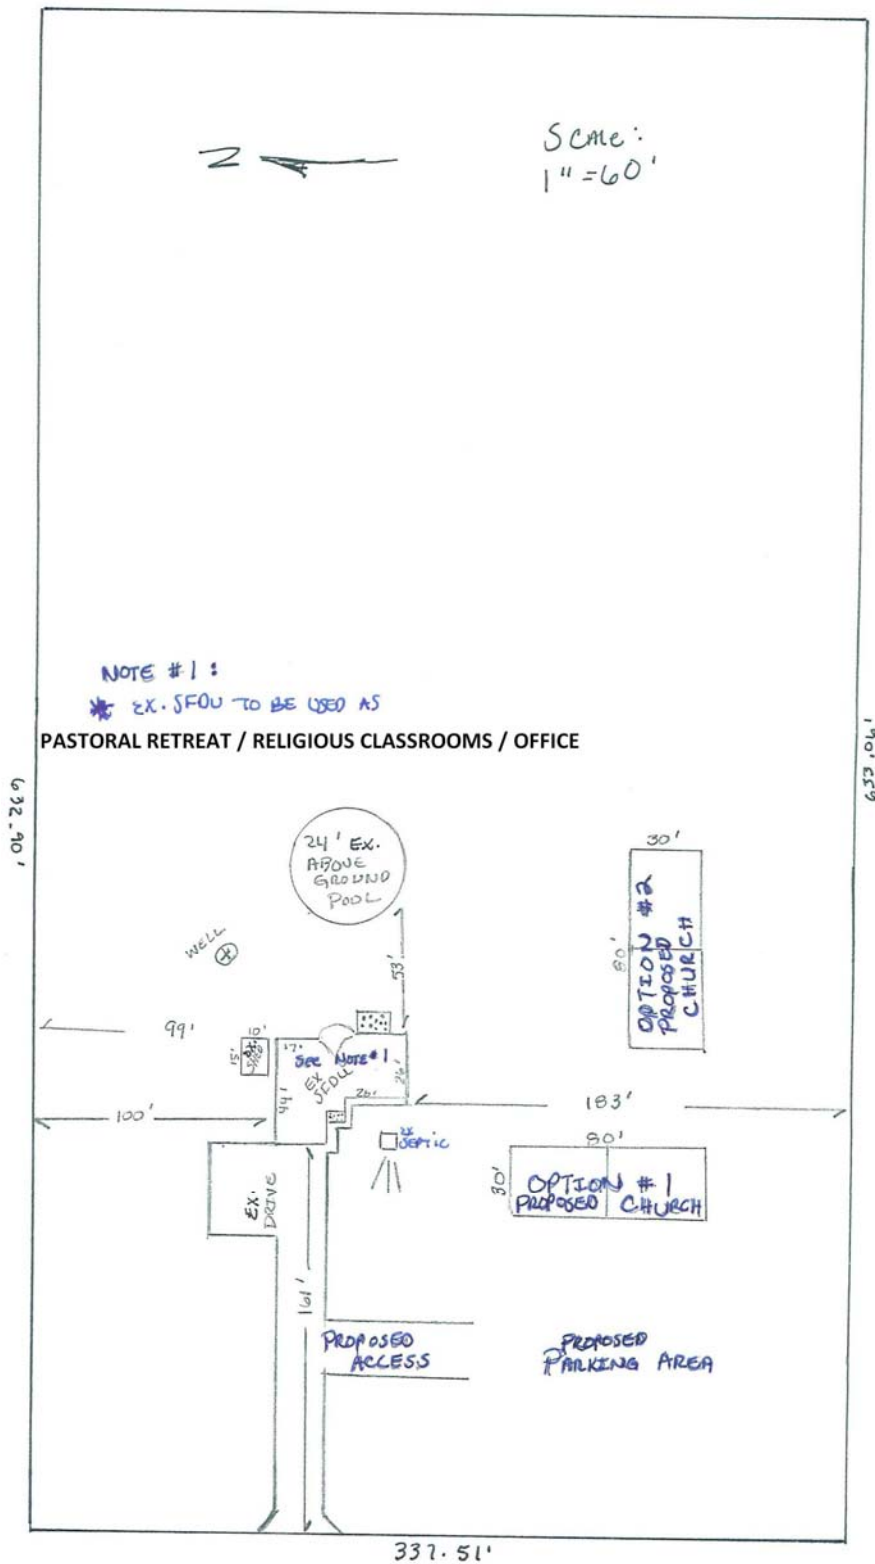 SCALE:
1" = 60'
N
NOTE #1 :
* EX. SFDU TO BE USED AS
PASTORAL RETREAT / RELIGIOUS CLASSROOMS / OFFICE
632.90'
633.06'
24' EX.
ABOVE
GROUND
POOL
30'
80'
OPTION #2
PROPOSED
CHURCH
WELL
53'
99'
10'
15'
EX.
SHED
17'
SEE NOTE #1
EX
SFDU
44'
26'
26'
100'
183'
EX
SEPTIC
80'
30'
OPTION #1
PROPOSED CHURCH
EX.
DRIVE
161'
PROPOSED
ACCESS
PROPOSED
PARKING AREA
337.51'